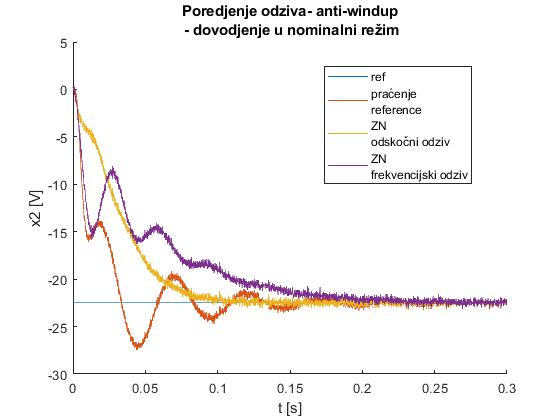 Poredjenje odziva- anti-windup
- dovodjenje u nominalni režim
5
0
-5
-10
-15
-20
-25
-30
x2 [V]
ref
praćenje
reference
ZN
odskočni odziv
ZN
frekvencijski odziv
0
0.05
0.1
0.15
0.2
0.25
0.3
t [s]